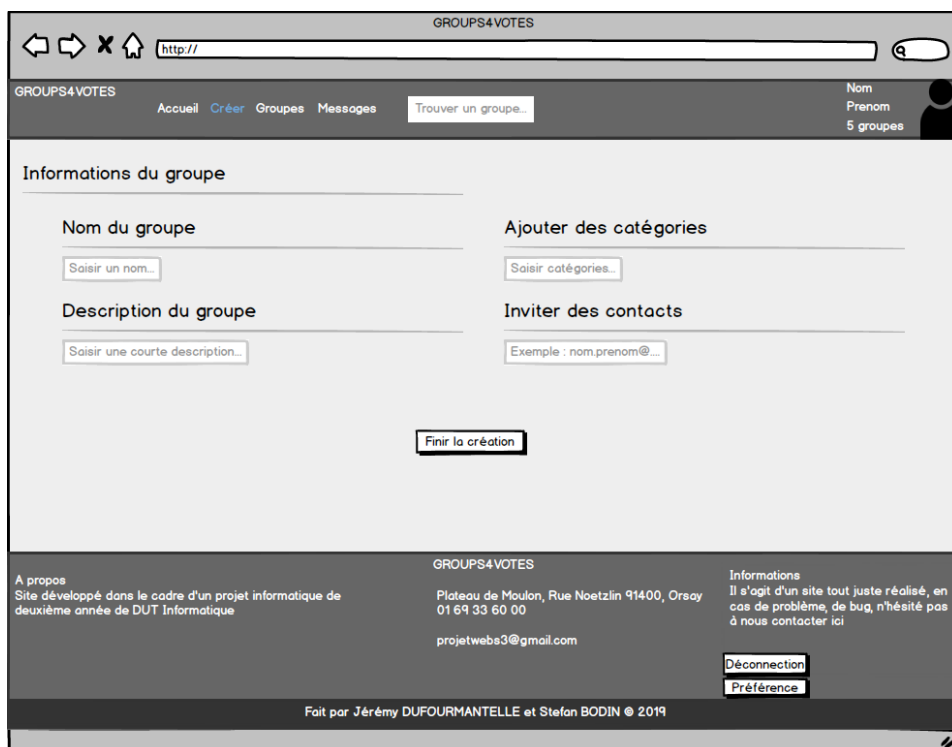 GROUPS4VOTES
http://
GROUPS4VOTES
Accueil Créer Groupes Messages
Trouver un groupe...
Nom
Prenom
5 groupes
Informations du groupe
Nom du groupe
Saisir un nom...
Ajouter des catégories
Saisir catégories...
Description du groupe
Saisir une courte description...
Inviter des contacts
Exemple : nom.prenom@....
Finir la création
A propos
Site développé dans le cadre d'un projet informatique de
deuxième année de DUT Informatique
GROUPS4VOTES
Plateau de Moulon, Rue Noetzlin 91400, Orsay
01 69 33 60 00
projetwebs3@gmail.com
Informations
Il s'agit d'un site tout juste réalisé, en
cas de problème, de bug, n'hésité pas
à nous contacter ici
Déconnection
Préférence
Fait par Jérémy DUFOURMANTELLE et Stefan BODIN © 2019